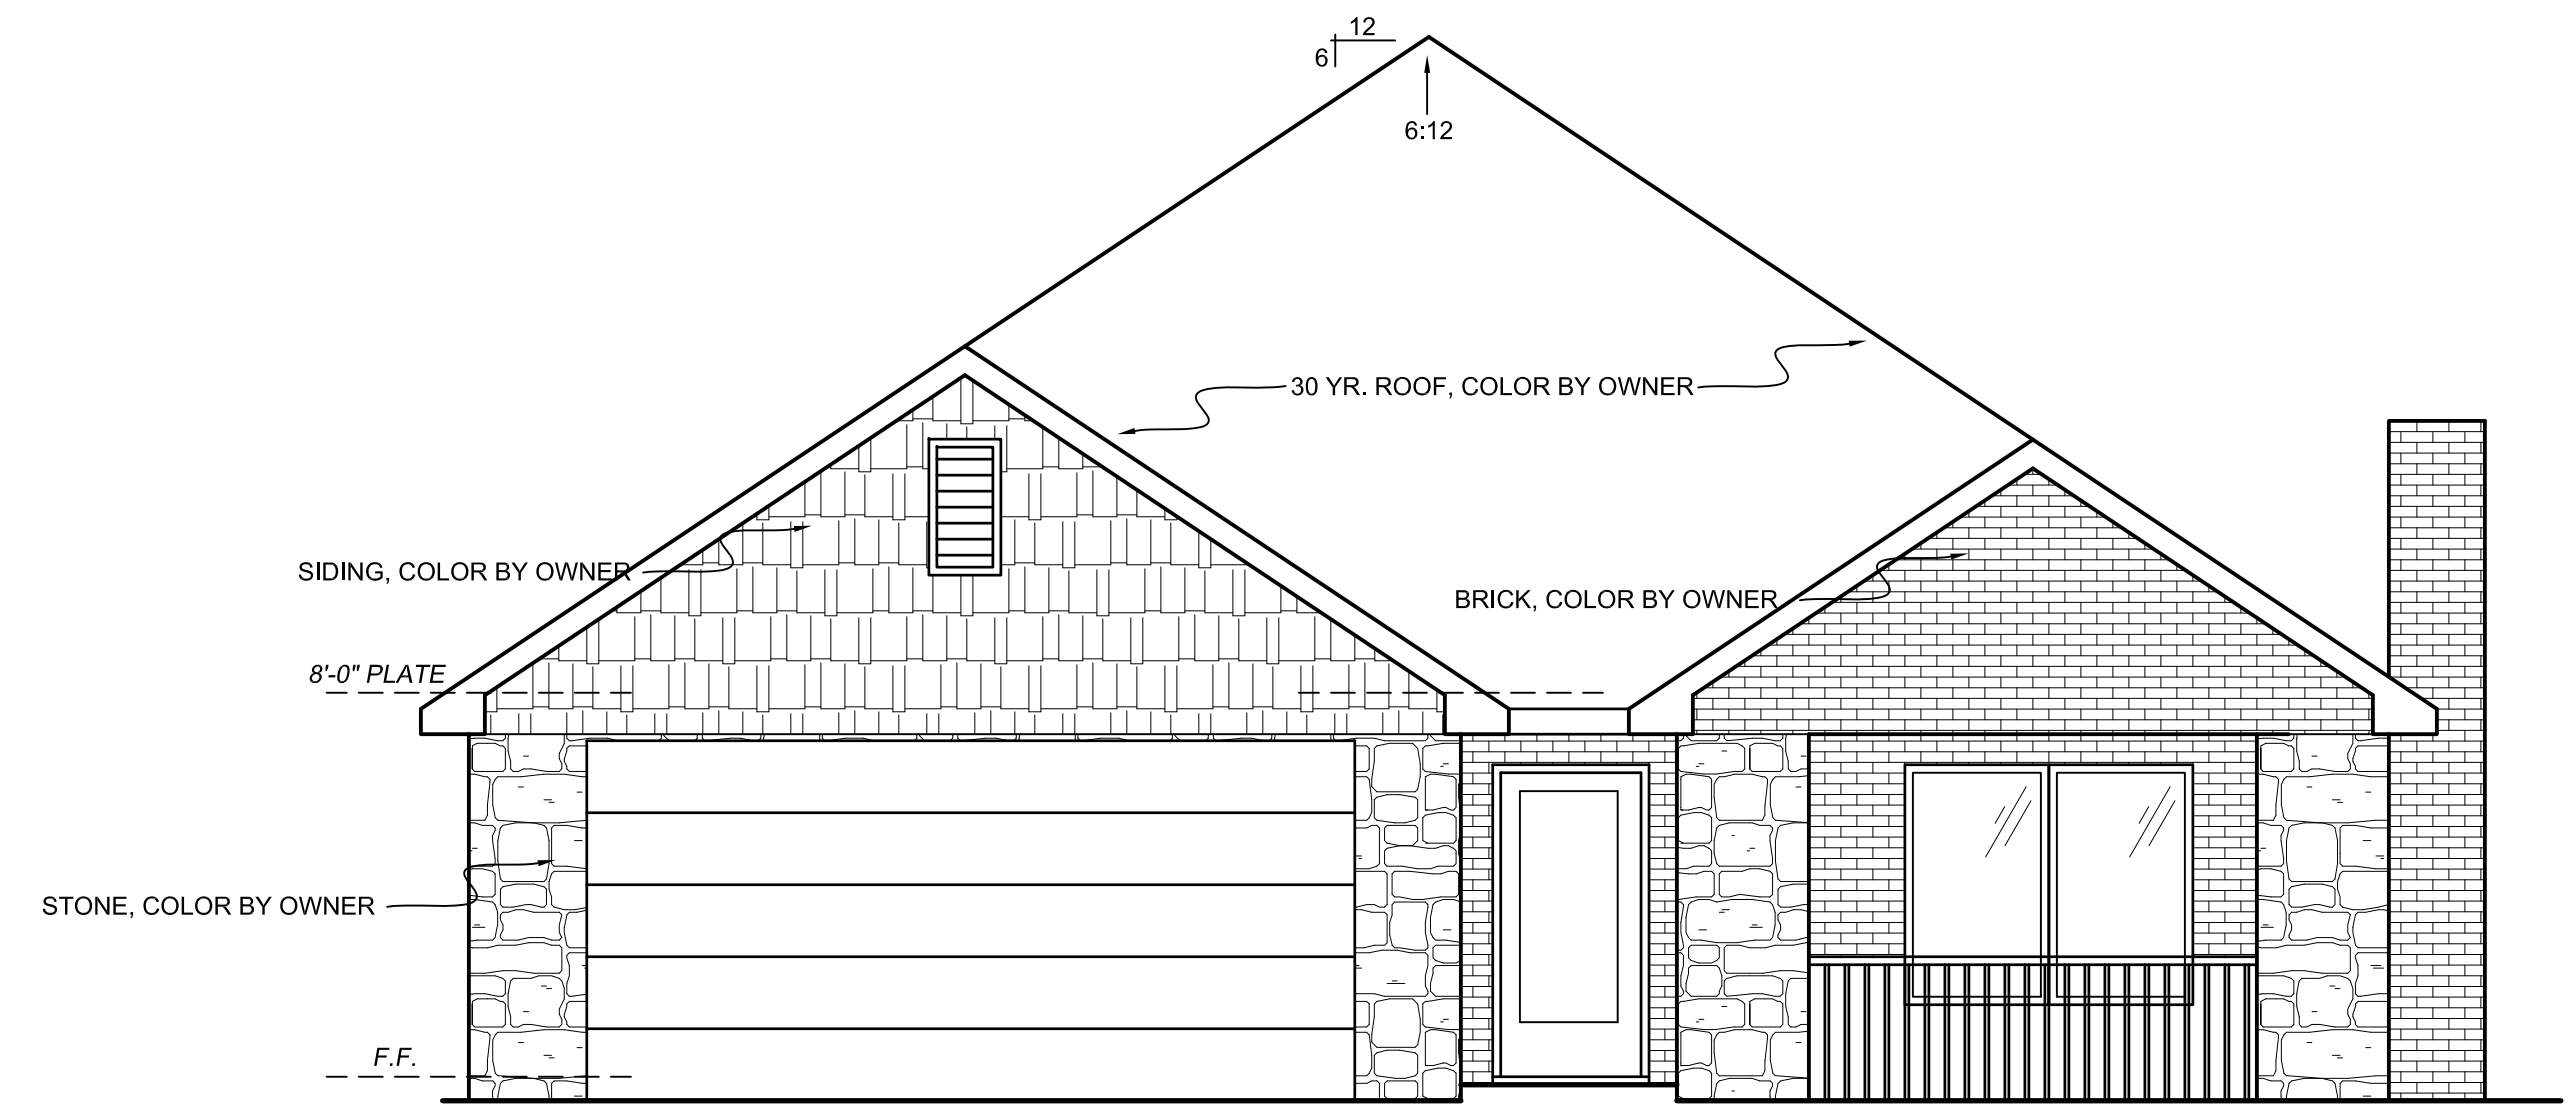 12
6
6:12
30 YR. ROOF, COLOR BY OWNER
SIDING, COLOR BY OWNER
BRICK, COLOR BY OWNER
8'-0" PLATE
STONE, COLOR BY OWNER
F.F.